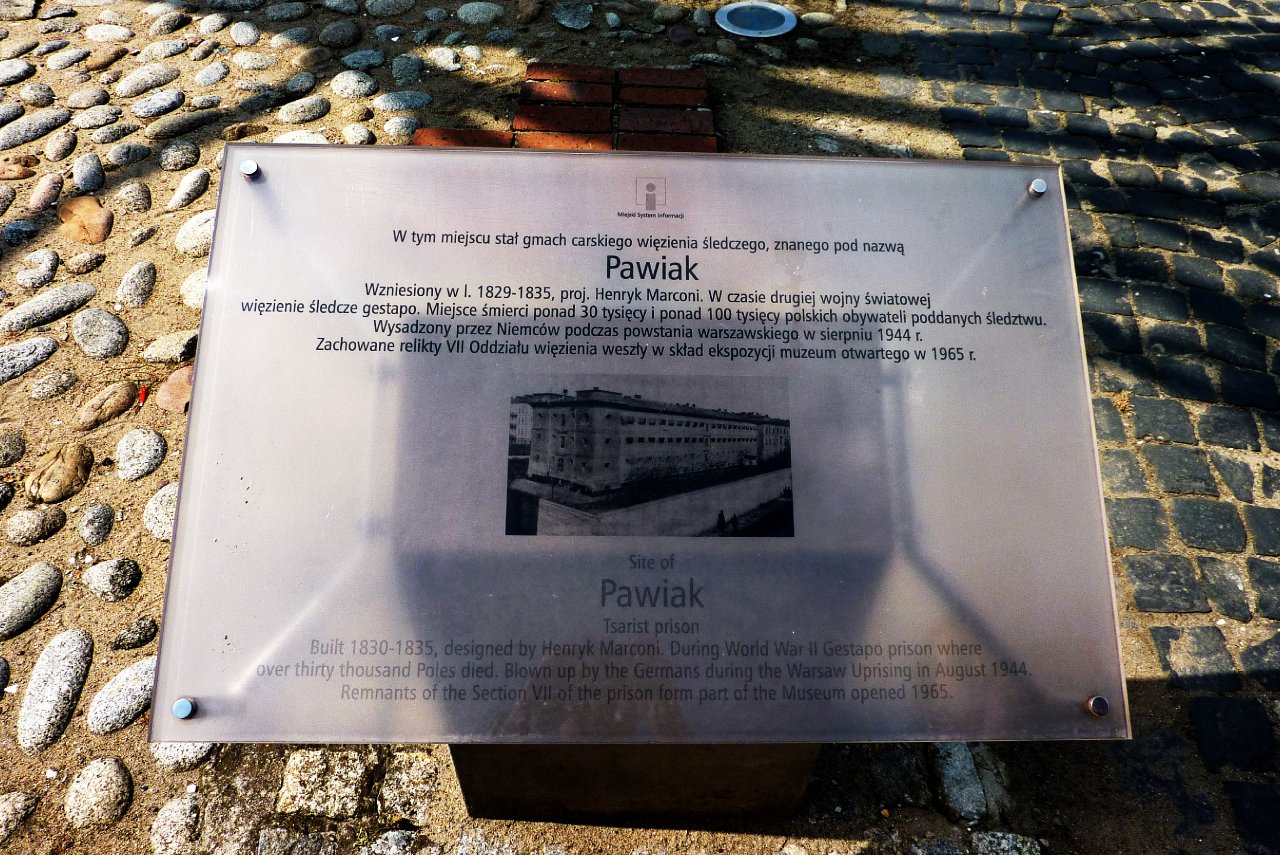 Miejski System Informacji
W tym miejscu stał gmach carskiego więzienia śledczego, znanego pod nazwą
Pawiak
Wzniesiony w l. 1829-1835, proj. Henryk Marconi. W czasie drugiej wojny światowej
więzienie śledcze gestapo. Miejsce śmierci ponad 30 tysięcy i ponad 100 tysięcy polskich obywateli poddanych śledztwu.
Wysadzony przez Niemców podczas powstania warszawskiego w sierpniu 1944 r.
Zachowane relikty VII Oddziału więzienia weszły w skład ekspozycji muzeum otwartego w 1965 r.
Site of
Pawiak
Tsarist prison
Built 1830-1835, designed by Henryk Marconi. During World War II Gestapo prison where
over thirty thousand Poles died. Blown up by the Germans during the Warsaw Uprising in August 1944.
Remnants of the Section VII of the prison form part of the Museum opened 1965.